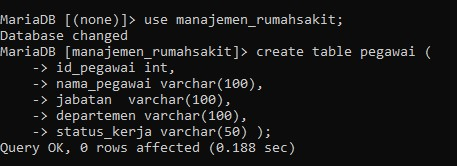 MariaDB [(none)]> use manajemen_rumahsakit;
Database changed
MariaDB [manajemen_rumahsakit]> create table pegawai (
    -> id_pegawai int,
    -> nama_pegawai varchar(100),
    -> jabatan  varchar(100),
    -> departemen varchar(100),
    -> status_kerja varchar(50) );
Query OK, 0 rows affected (0.188 sec)